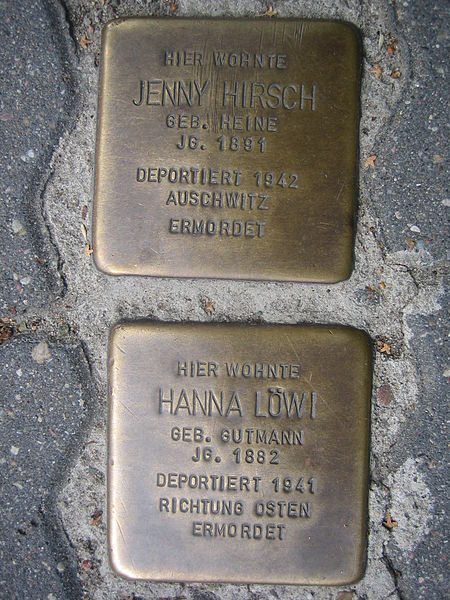 HIER WOHNTE
JENNY HIRSCH
GEB. HEINE
JG. 1891
DEPORTIERT 1942
AUSCHWITZ
ERMORDET
HIER WOHNTE
HANNA LÖWI
GEB. GUTMANN
JG. 1882
DEPORTIERT 1941
RICHTUNG OSTEN
ERMORDET